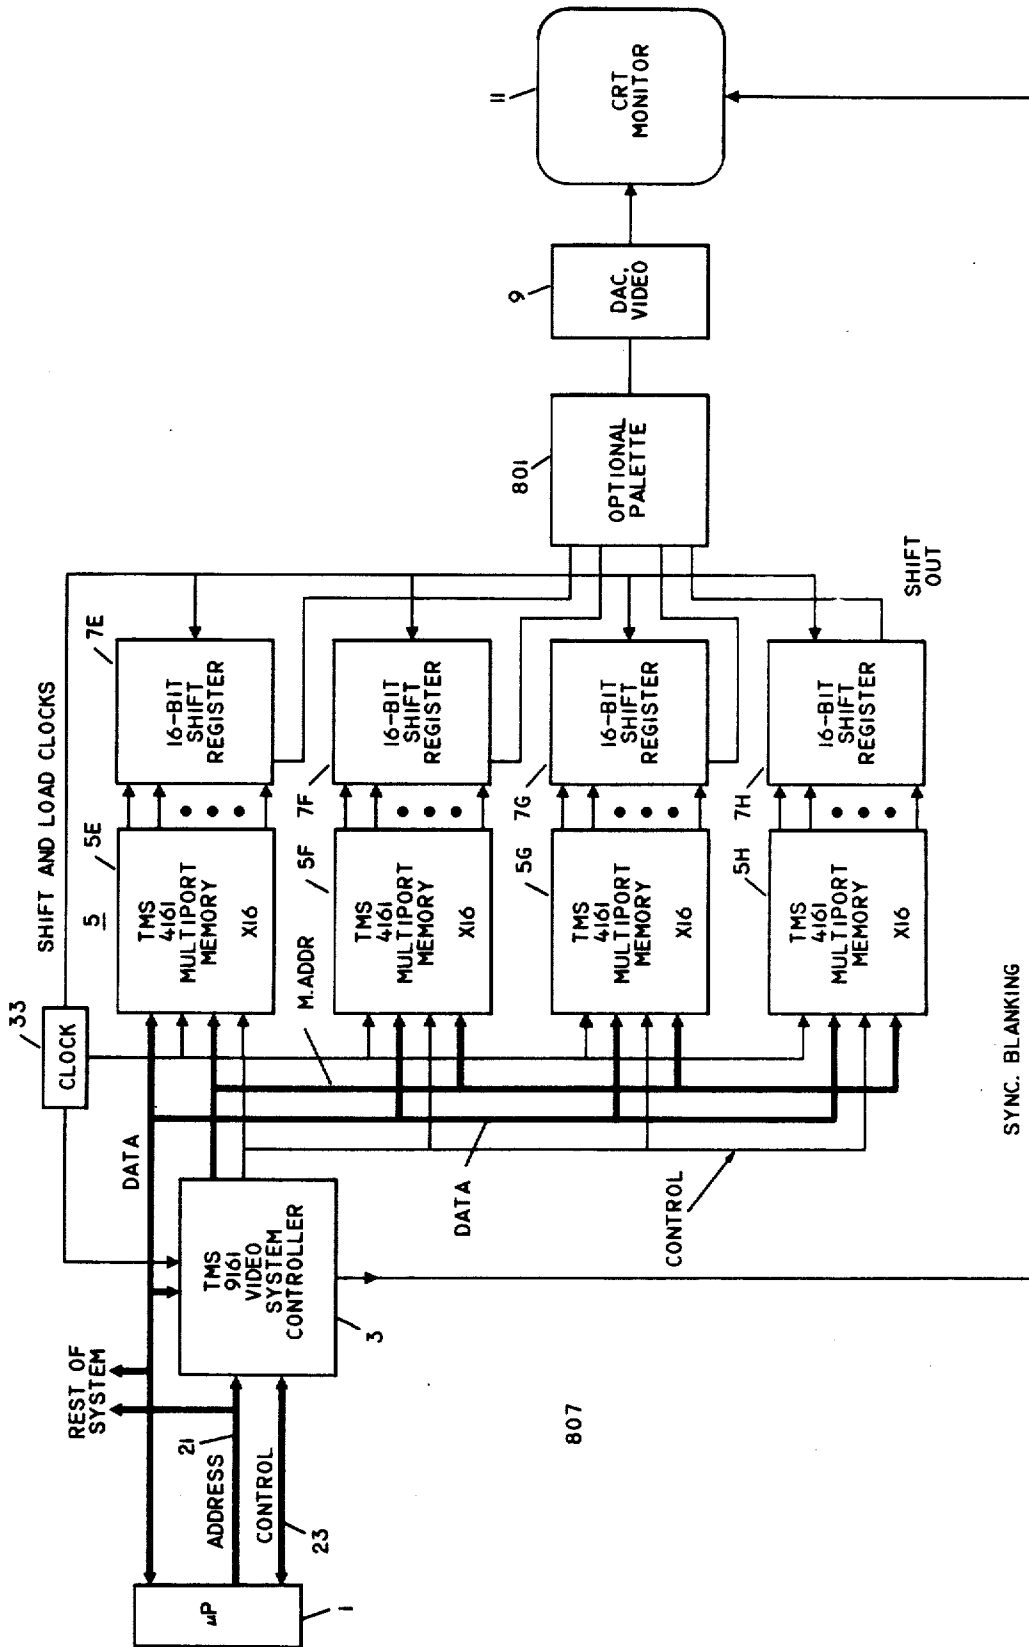 μP
1
ADDRESS
21
CONTROL
23
REST OF
SYSTEM
DATA
TMS
9161
VIDEO
SYSTEM
CONTROLLER
3
CLOCK
33
SHIFT AND LOAD CLOCKS
5
5E
TMS
4161
MULTIPORT
MEMORY
X16
7E
16-BIT
SHIFT
REGISTER
M.ADDR
5F
TMS
4161
MULTIPORT
MEMORY
X16
7F
16-BIT
SHIFT
REGISTER
DATA
5G
TMS
4161
MULTIPORT
MEMORY
X16
7G
16-BIT
SHIFT
REGISTER
CONTROL
5H
TMS
4161
MULTIPORT
MEMORY
X16
7H
16-BIT
SHIFT
REGISTER
SHIFT
OUT
801
OPTIONAL
PALETTE
9
DAC,
VIDEO
11
CRT
MONITOR
807
SYNC. BLANKING